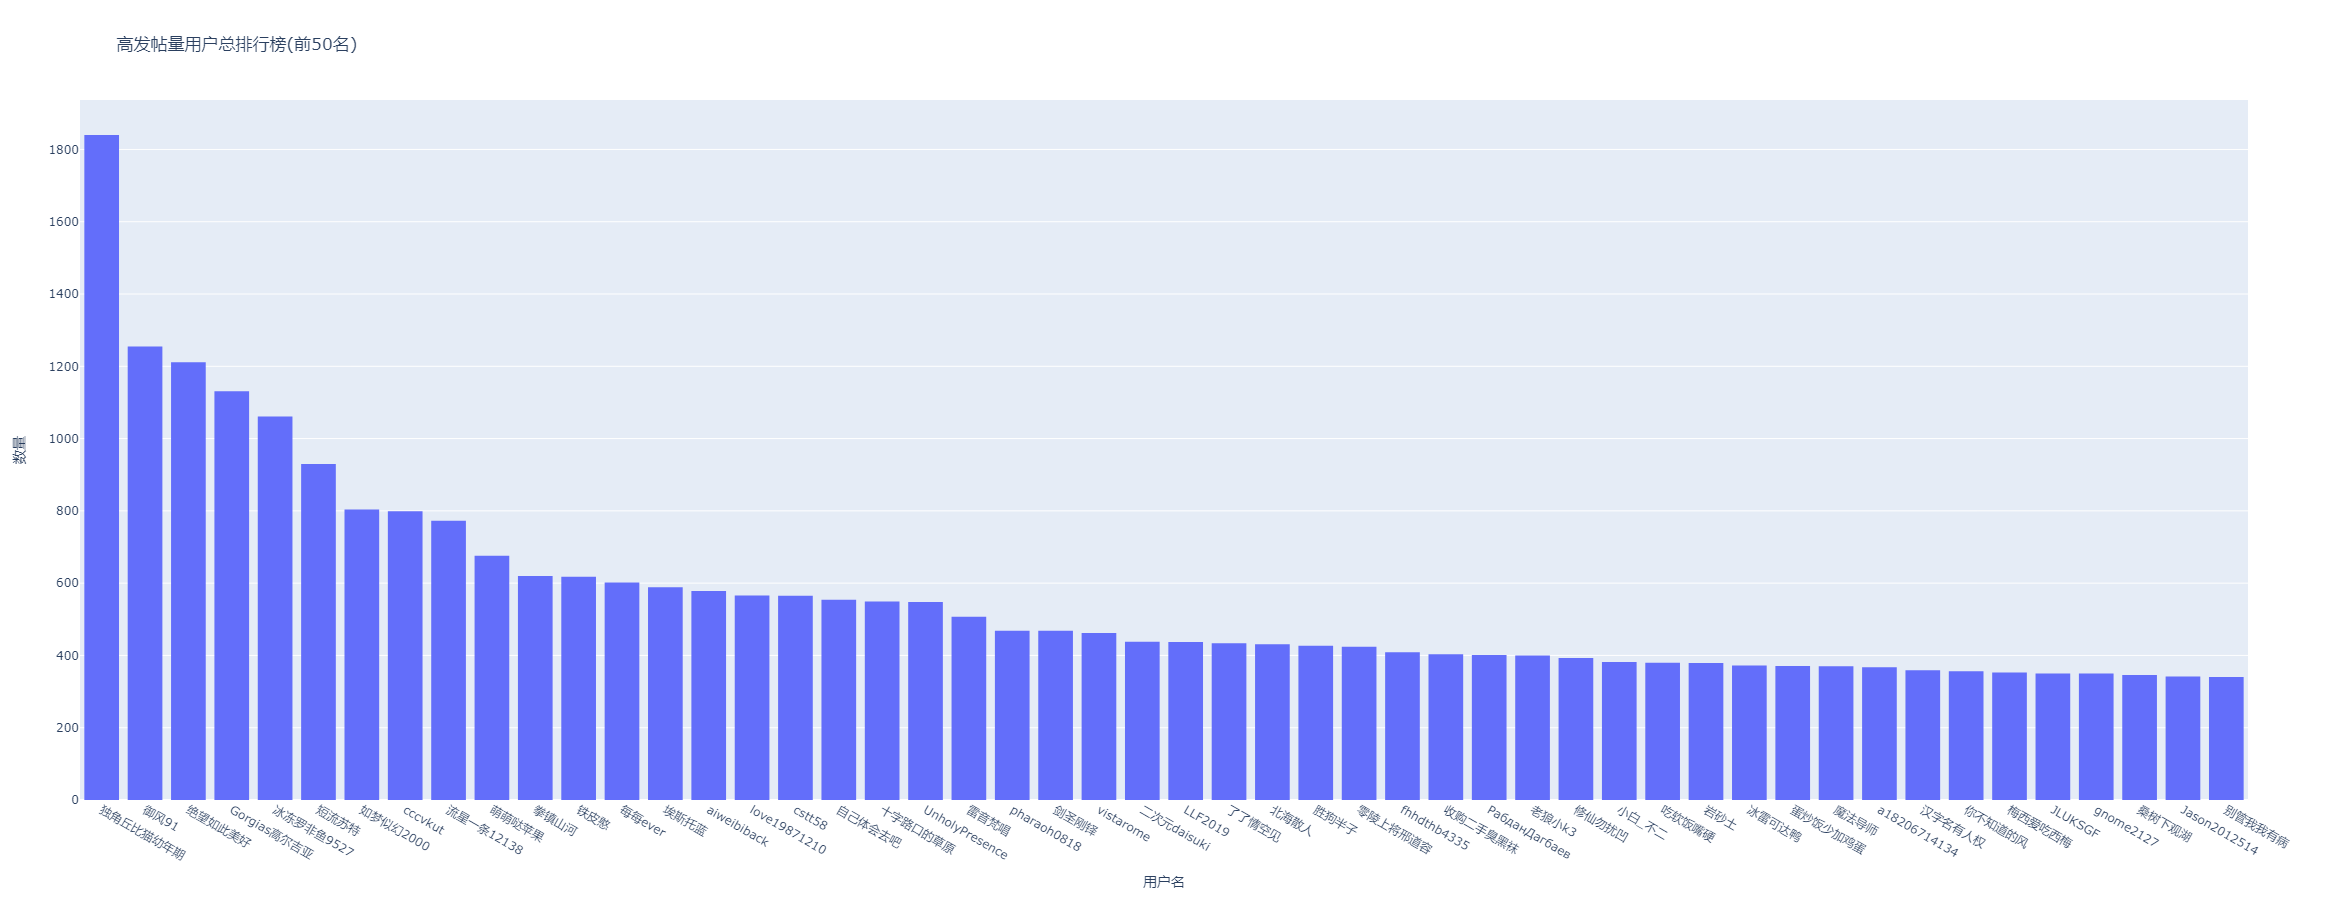 高发帖量用户总排行榜(前50名)
数量
1800
1600
1400
1200
1000
800
600
400
200
0
独角丘比猫幼年期
御风91
绝望如此美好
Gorgias高尔吉亚
冰冻罗非鱼9527
短流苏特
如梦似幻2000
cccvkut
流星一条12138
萌萌哒苹果
拳镇山河
铁皮憨
每每ever
埃斯托蓝
aiweibiback
love19871210
cstt58
自己体会去吧
十字路口的草原
UnholyPresence
雷音梵唱
pharaoh0818
剑圣刚铎
vistarome
二次元daisuki
LLF2019
了了情空见
北海散人
胜狗半子
零陵上将邢道容
fhhdthb4335
收购二手臭黑袜
РабданДагбаев
老狼小k3
修仙勿扰凹
小白_不二
吃软饭嘴硬
岩砂土
冰雷可达鸭
蛋炒饭少加鸡蛋
魔法导师
a18206714134
汉字名有人权
你不知道的风
梅西爱吃西梅
JLUKSGF
gnome2127
桑树下观湖
Jason2012514
别管我我有病
用户名